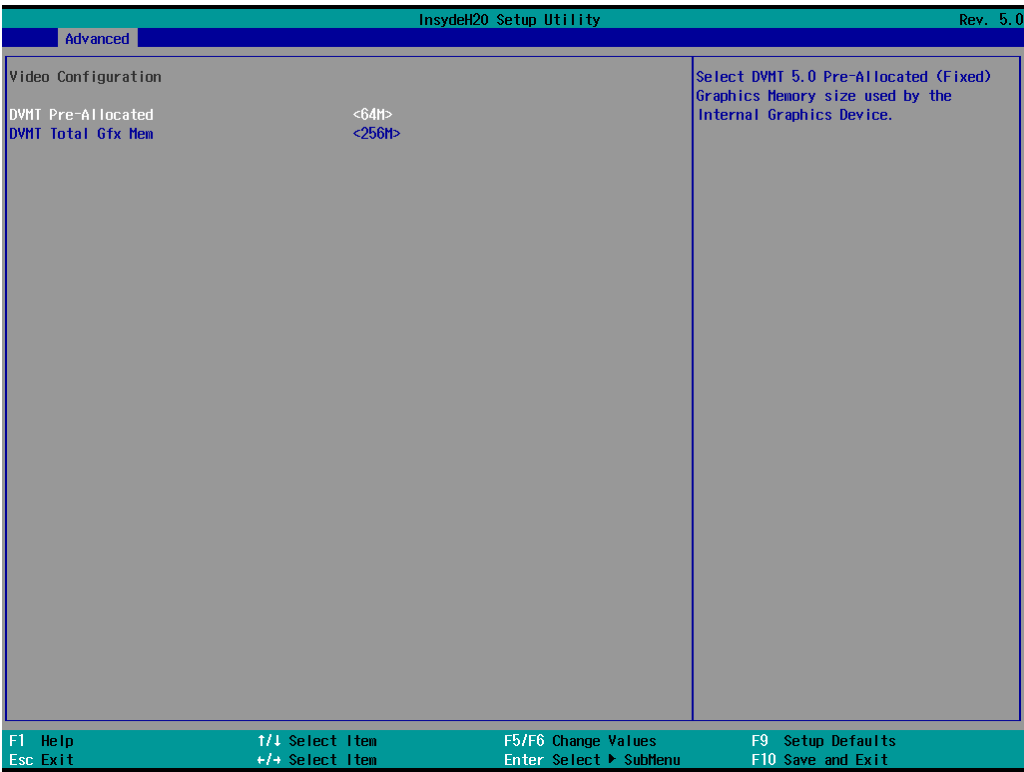 InsydeH20 Setup Utility Rev. 5.0
Advanced
Video Configuration
DVMT Pre-Allocated <64M>
DVMT Total Gfx Mem <256M>
Select DVMT 5.0 Pre-Allocated (Fixed)
Graphics Memory size used by the
Internal Graphics Device.
F1 Help ↑/↓ Select Item F5/F6 Change Values F9 Setup Defaults
Esc Exit ←/→ Select Item Enter Select ▶ SubMenu F10 Save and Exit